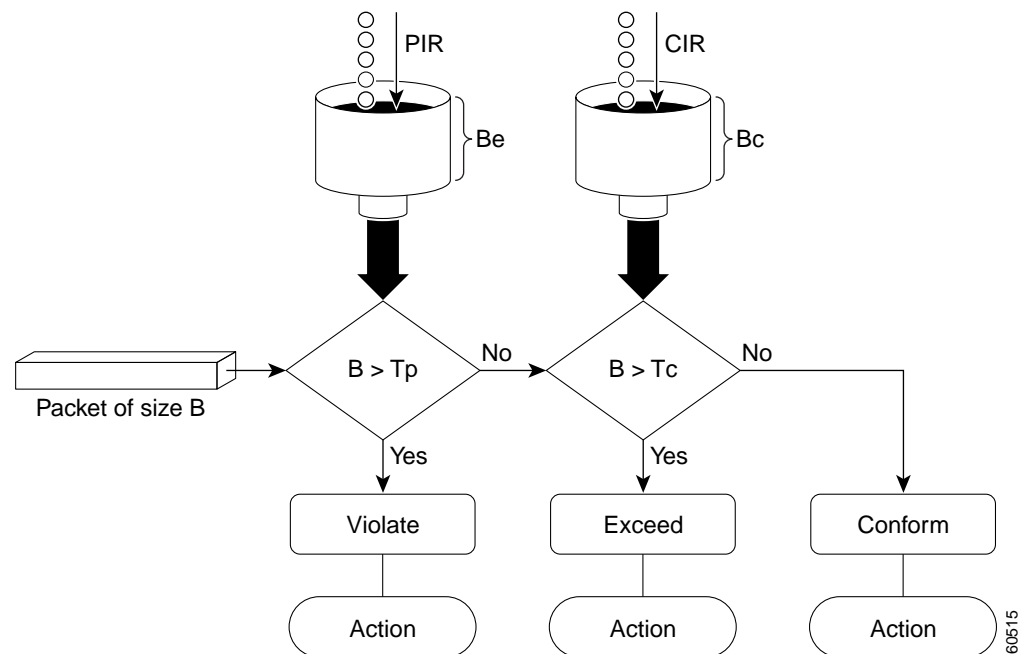 PIR
CIR
Be
Bc
B > Tp
No
B > Tc
No
Packet of size B
Yes
Yes
Violate
Exceed
Conform
Action
Action
Action
60515